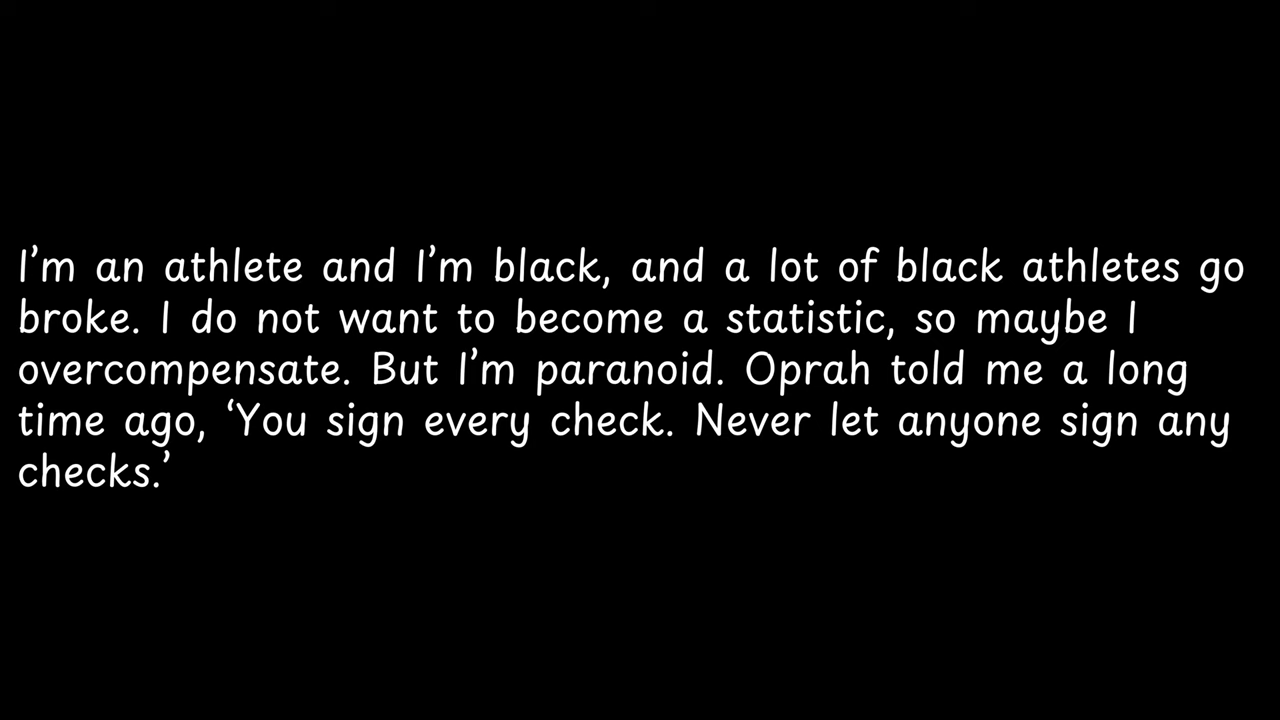 I’m an athlete and I’m black, and a lot of black athletes go
broke. I do not want to become a statistic, so maybe I
overcompensate. But I’m paranoid. Oprah told me a long
time ago, ‘You sign every check. Never let anyone sign any
checks.’